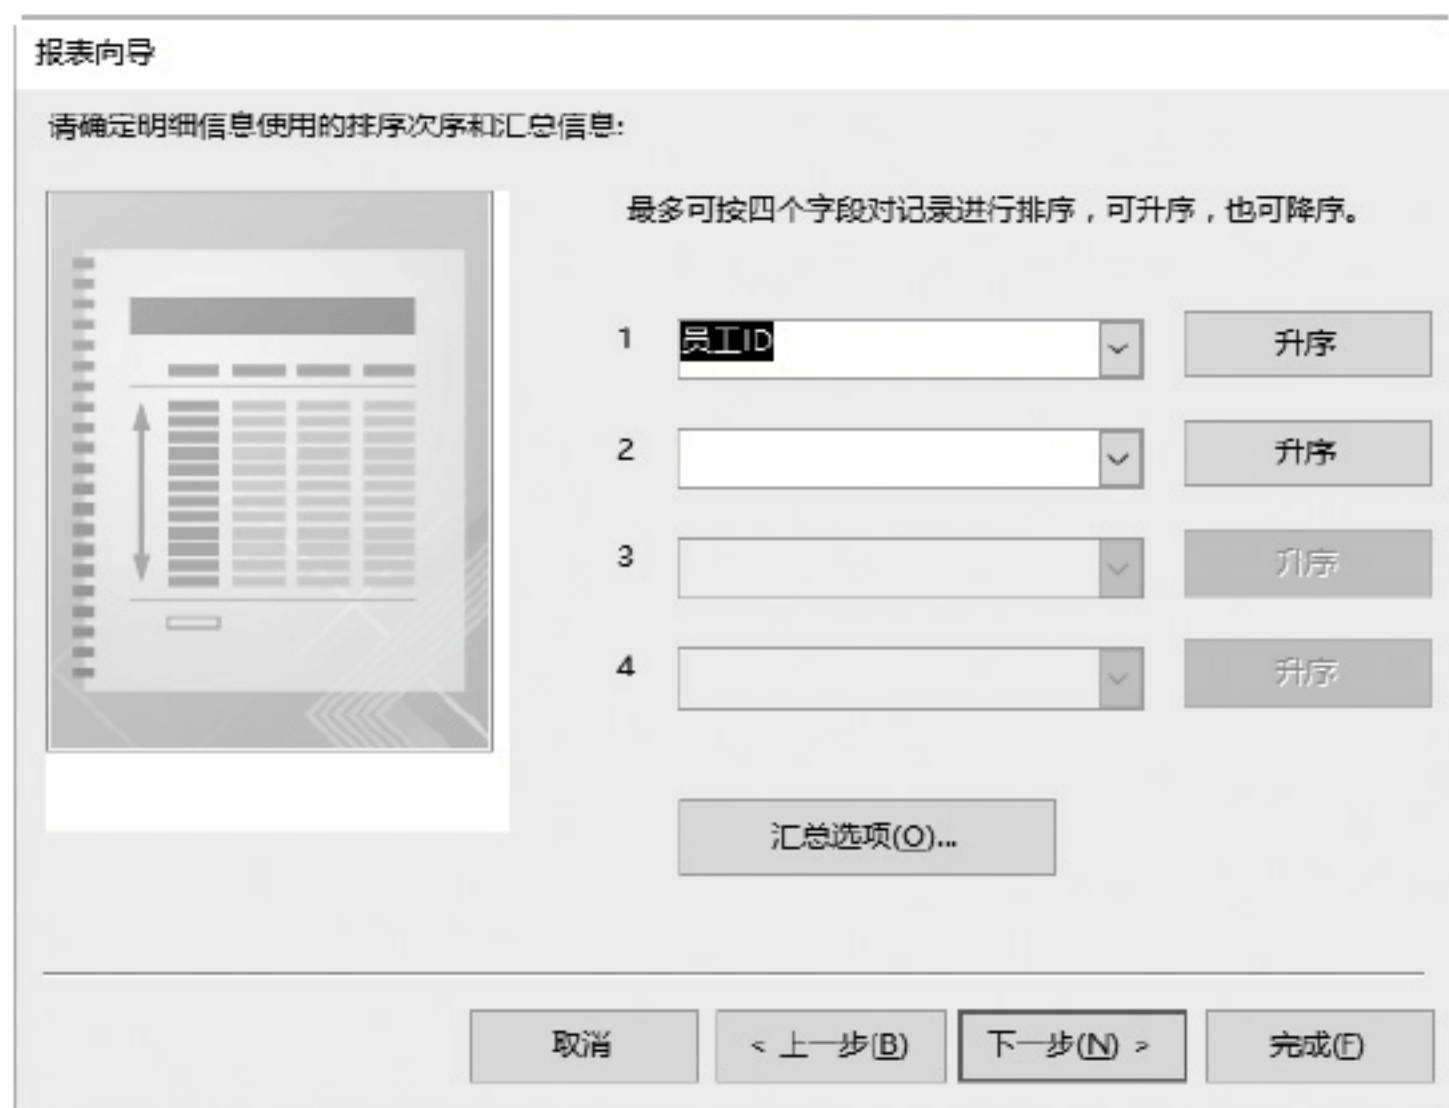 报表向导
请确定明细信息使用的排序次序和汇总信息:
最多可按四个字段对记录进行排序，可升序，也可降序。
1 员工ID 升序
2 升序
3 升序
4 升序
汇总选项(O)...
取消 < 上一步(B) 下一步(N) > 完成(F)